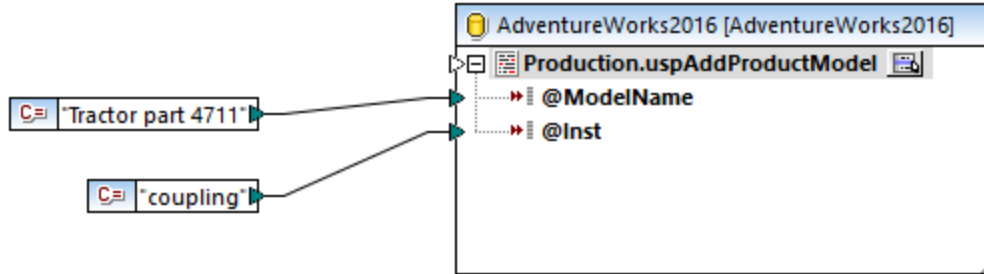 AdventureWorks2016 [AdventureWorks2016]
Production.uspAddProductModel
@ModelName
@Inst
C= "Tractor part 4711"
C= "coupling"